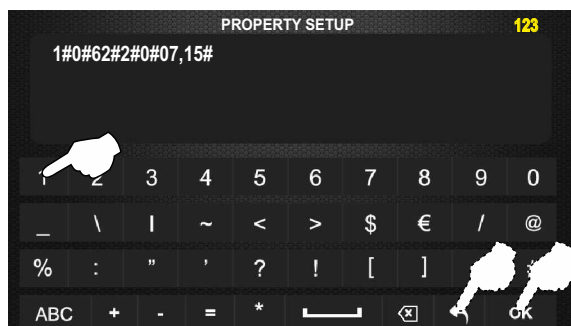 PROPERTY SETUP 123
1#0#62#2#0#07,15#
1 2 3 4 5 6 7 8 9 0
_ \ I ~ < > $ € / @
% : " ' ? ! [ ]
ABC + - = * OK